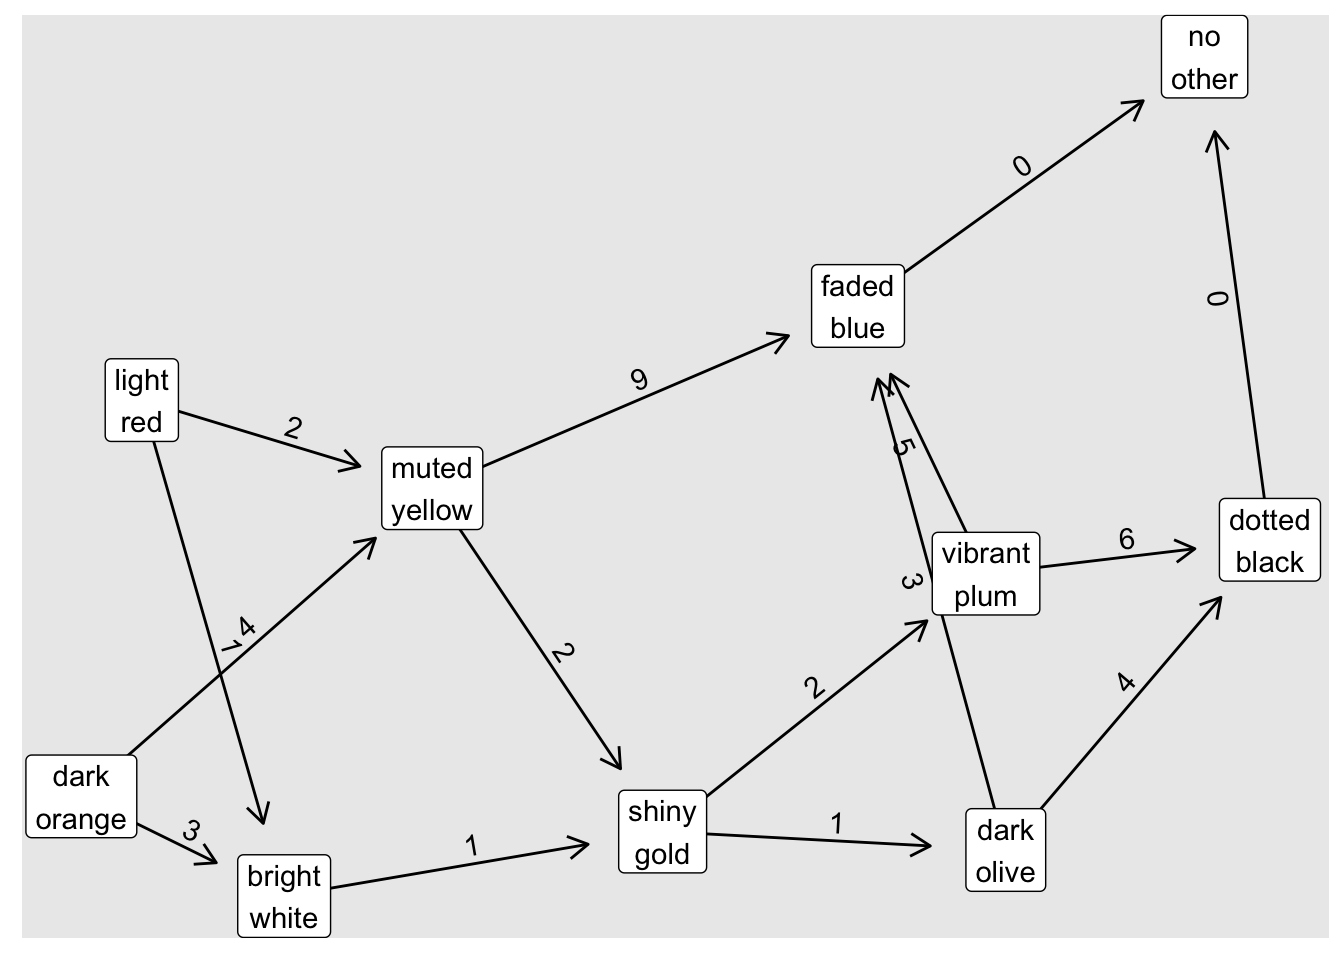 no
other
0
faded
blue
0
light
red
2
9
muted
yellow
5
dotted
black
vibrant
plum
6
3
4
1
2
2
4
dark
orange
3
shiny
gold
1
dark
olive
1
bright
white